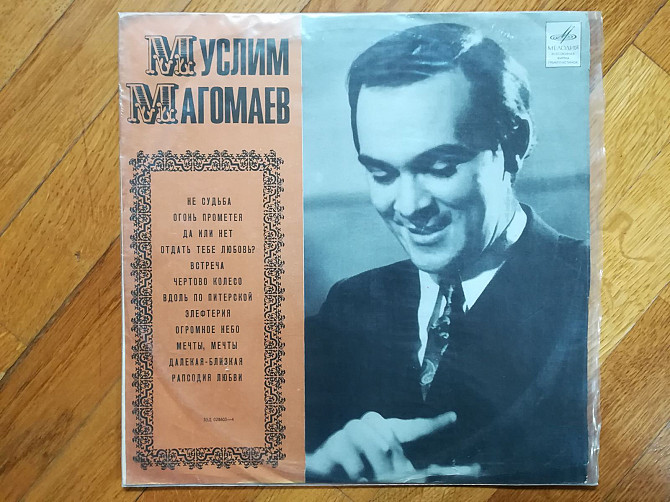 МУСЛИМ
МАГОМАЕВ
НЕ СУДЬБА
ОГОНЬ ПРОМЕТЕЯ
ДА ИЛИ НЕТ
ОТДАТЬ ТЕБЕ ЛЮБОВЬ?
ВСТРЕЧА
ЧЕРТОВО КОЛЕСО
ВДОЛЬ ПО ПИТЕРСКОЙ
ЭЛЕФТЕРИЯ
ОГРОМНОЕ НЕБО
МЕЧТЫ, МЕЧТЫ
ДАЛЕКАЯ-БЛИЗКАЯ
РАПСОДИЯ ЛЮБВИ
МЕЛОДИЯ